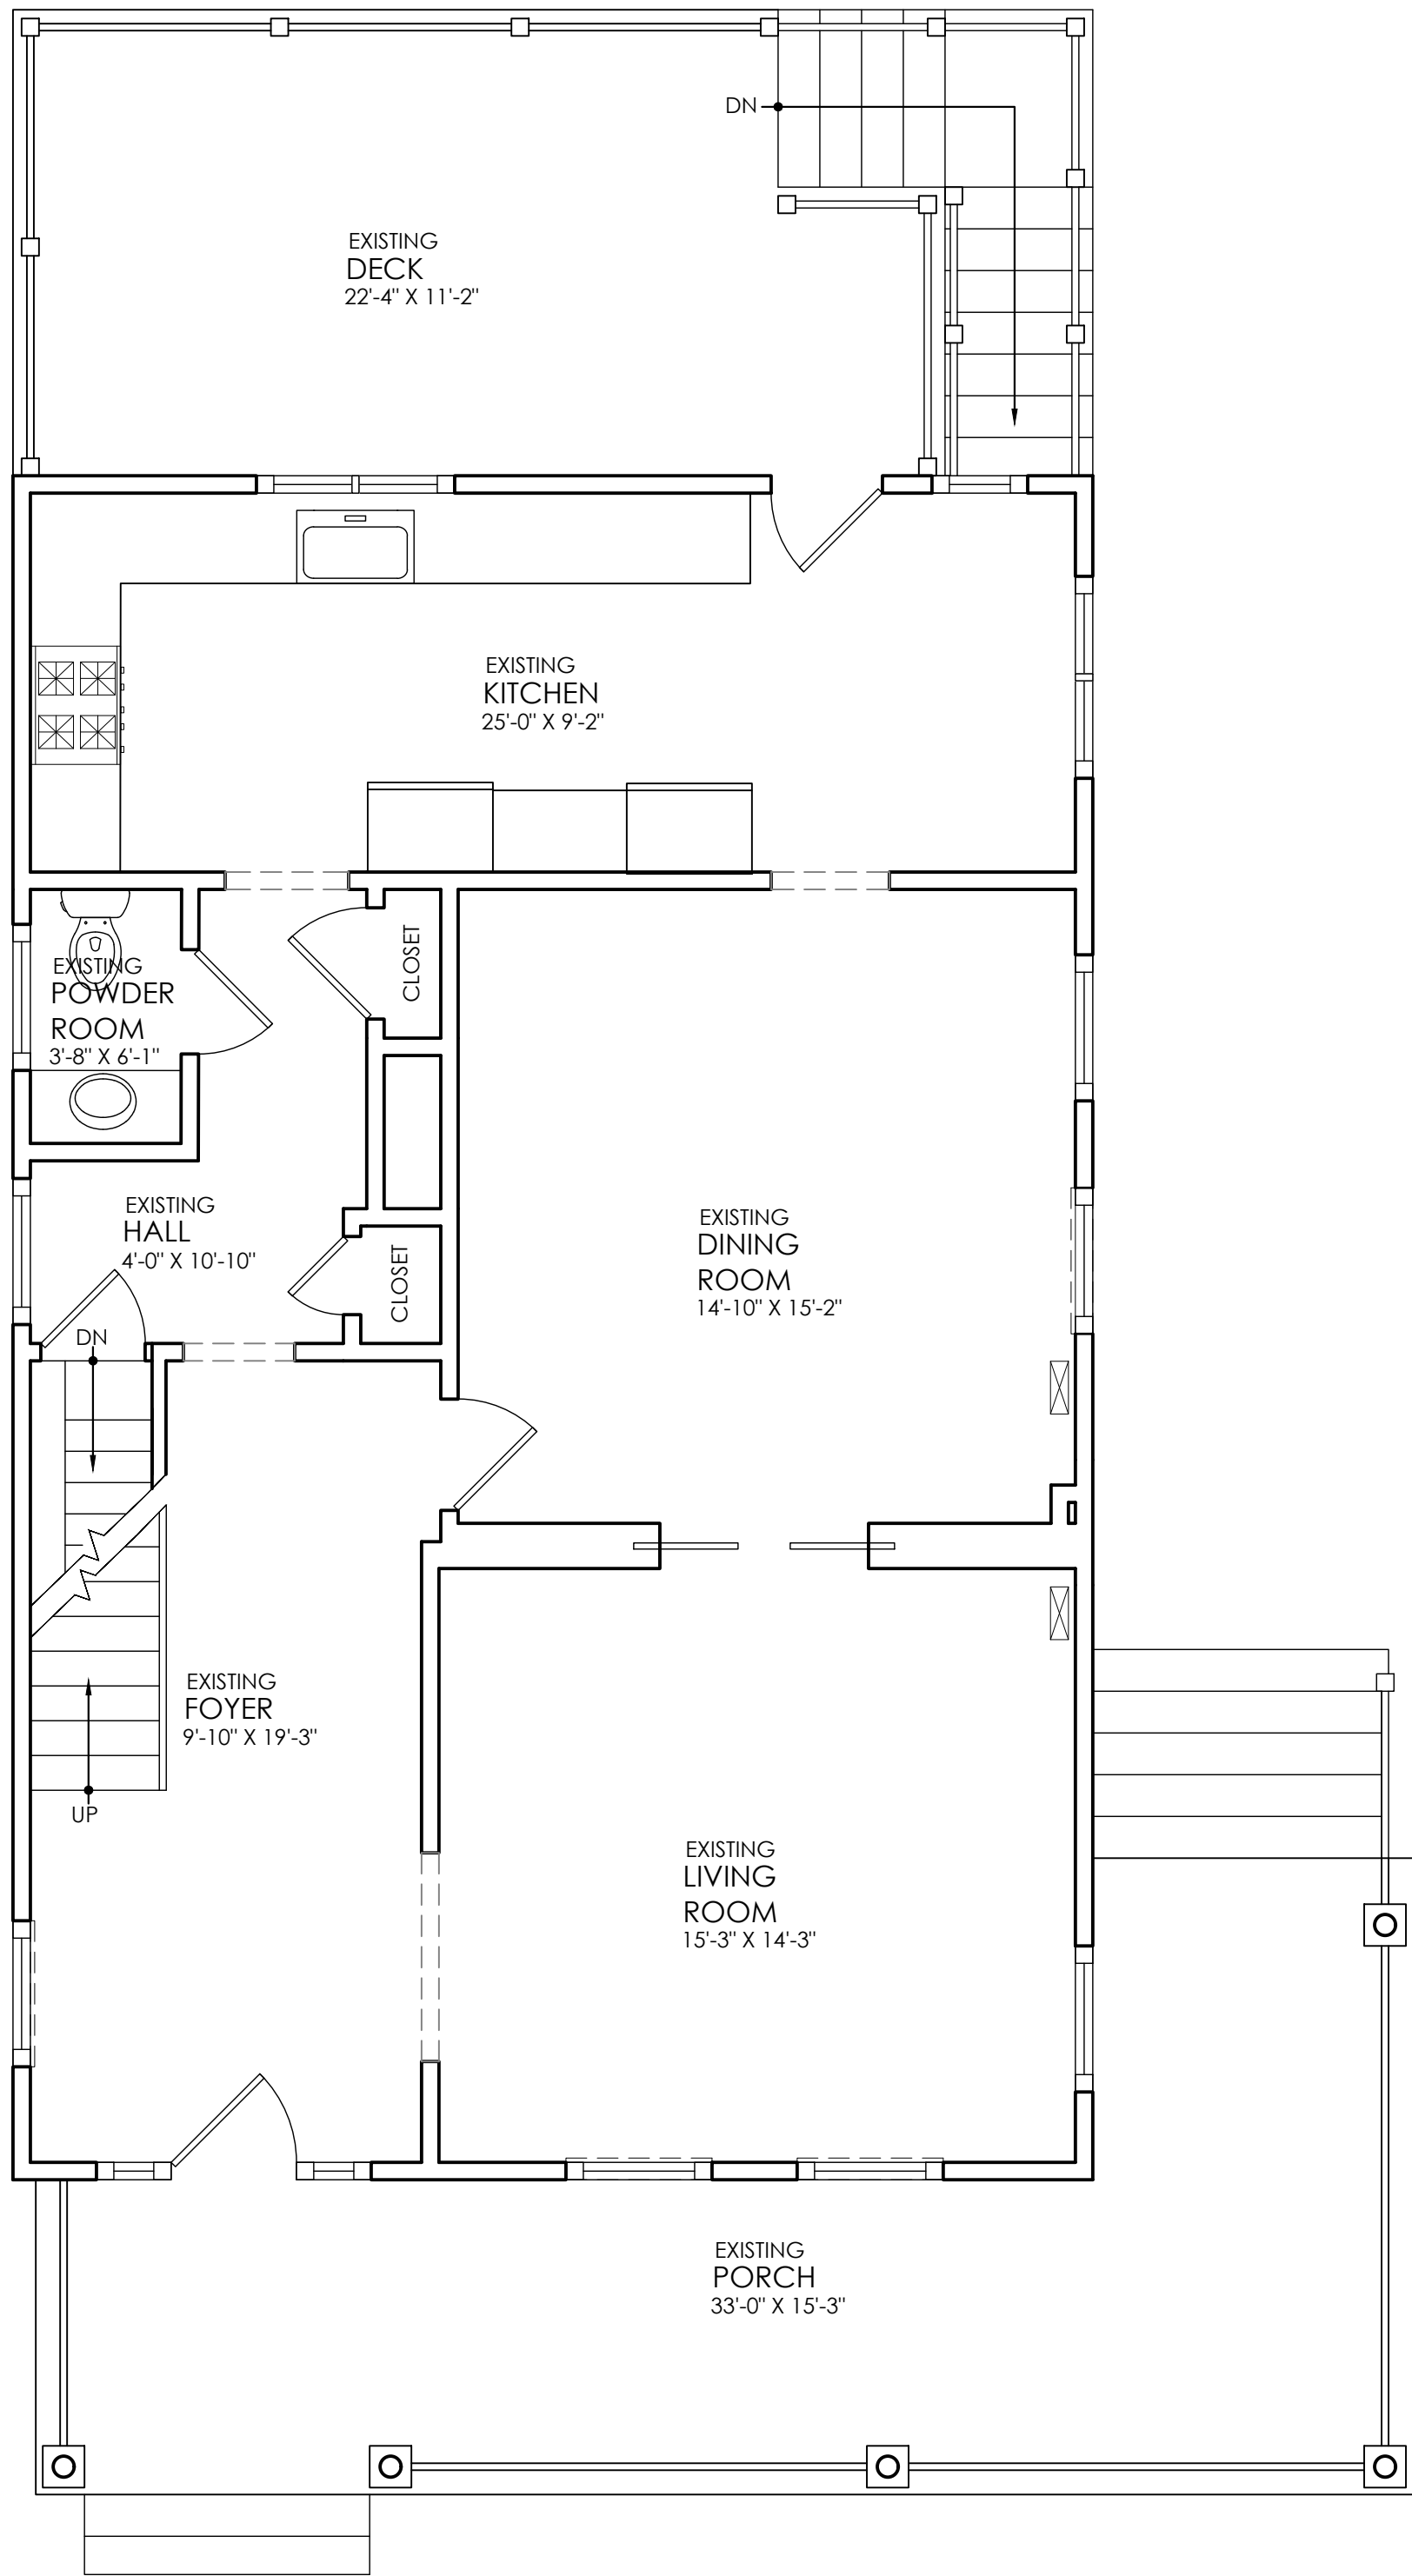 DN
EXISTING
DECK
22'-4" X 11'-2"
EXISTING
KITCHEN
25'-0" X 9'-2"
CLOSET
EXISTING
POWDER
ROOM
3'-8" X 6'-1"
EXISTING
HALL
4'-0" X 10'-10"
CLOSET
EXISTING
DINING
ROOM
14'-10" X 15'-2"
DN
EXISTING
FOYER
9'-10" X 19'-3"
UP
EXISTING
LIVING
ROOM
15'-3" X 14'-3"
EXISTING
PORCH
33'-0" X 15'-3"